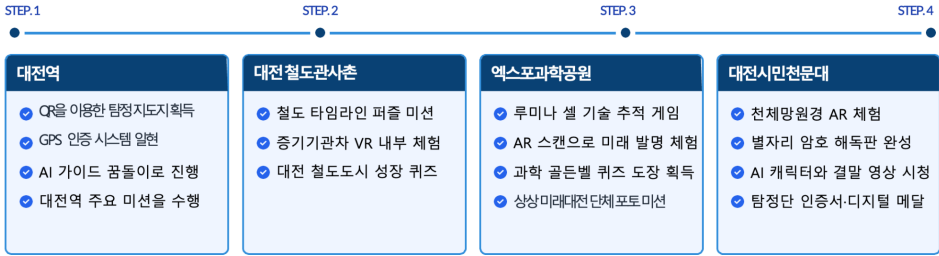 STEP. 1
STEP. 2
STEP. 3
STEP. 4
대전역
QR을 이용한 탐정 지도지 획득
GPS 인증 시스템 일현
AI 가이드 꿈돌이로 진행
대전역 주요 미션을 수행
대전 철도관사촌
철도 타임라인 퍼즐 미션
증기기관차 VR 내부 체험
대전 철도도시 성장 퀴즈
엑스포과학공원
루미나 셀 기술 추적 게임
AR 스캔으로 미래 발명 체험
과학 골든벨 퀴즈 도장 획득
상상 미래대전 단체 포토 미션
대전시민천문대
천체망원경 AR 체험
별자리 암호 해독판 완성
AI 캐릭터와 결말 영상 시청
탐정단 인증서·디지털 메달